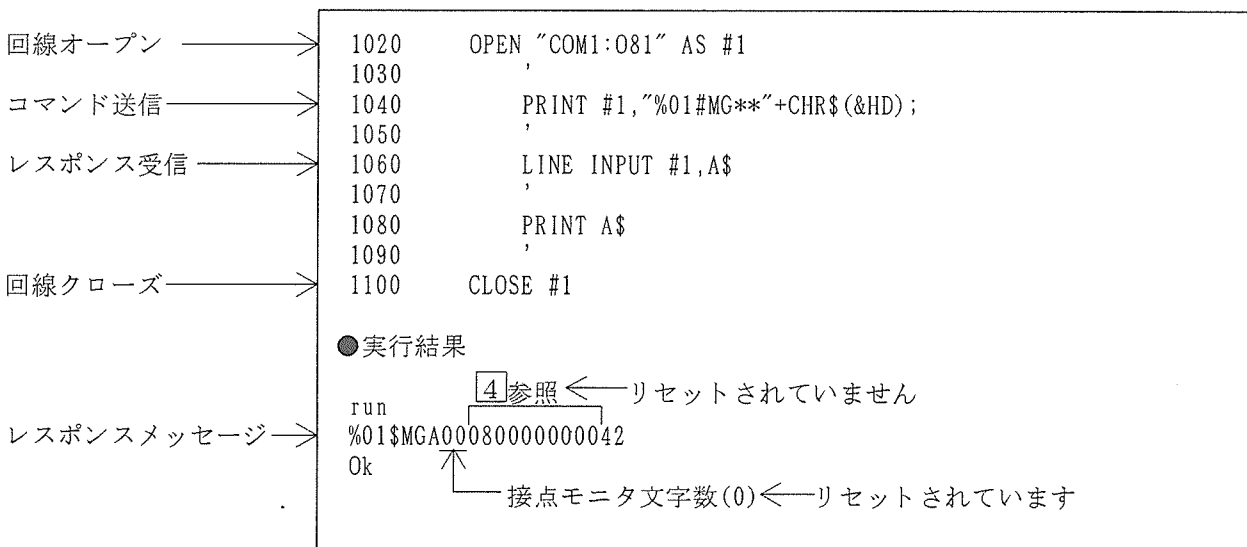 回線オープン 1020 OPEN "COM1:O81" AS #1
1030 '
コマンド送信 1040 PRINT #1,"%01#MG**"+CHR$(&HD);
1050 '
レスポンス受信 1060 LINE INPUT #1,A$
1070 '
1080 PRINT A$
1090 '
回線クローズ 1100 CLOSE #1
●実行結果
4参照 リセットされていません
run
レスポンスメッセージ %01$MGA00080000000042
Ok
接点モニタ文字数(0) リセットされています